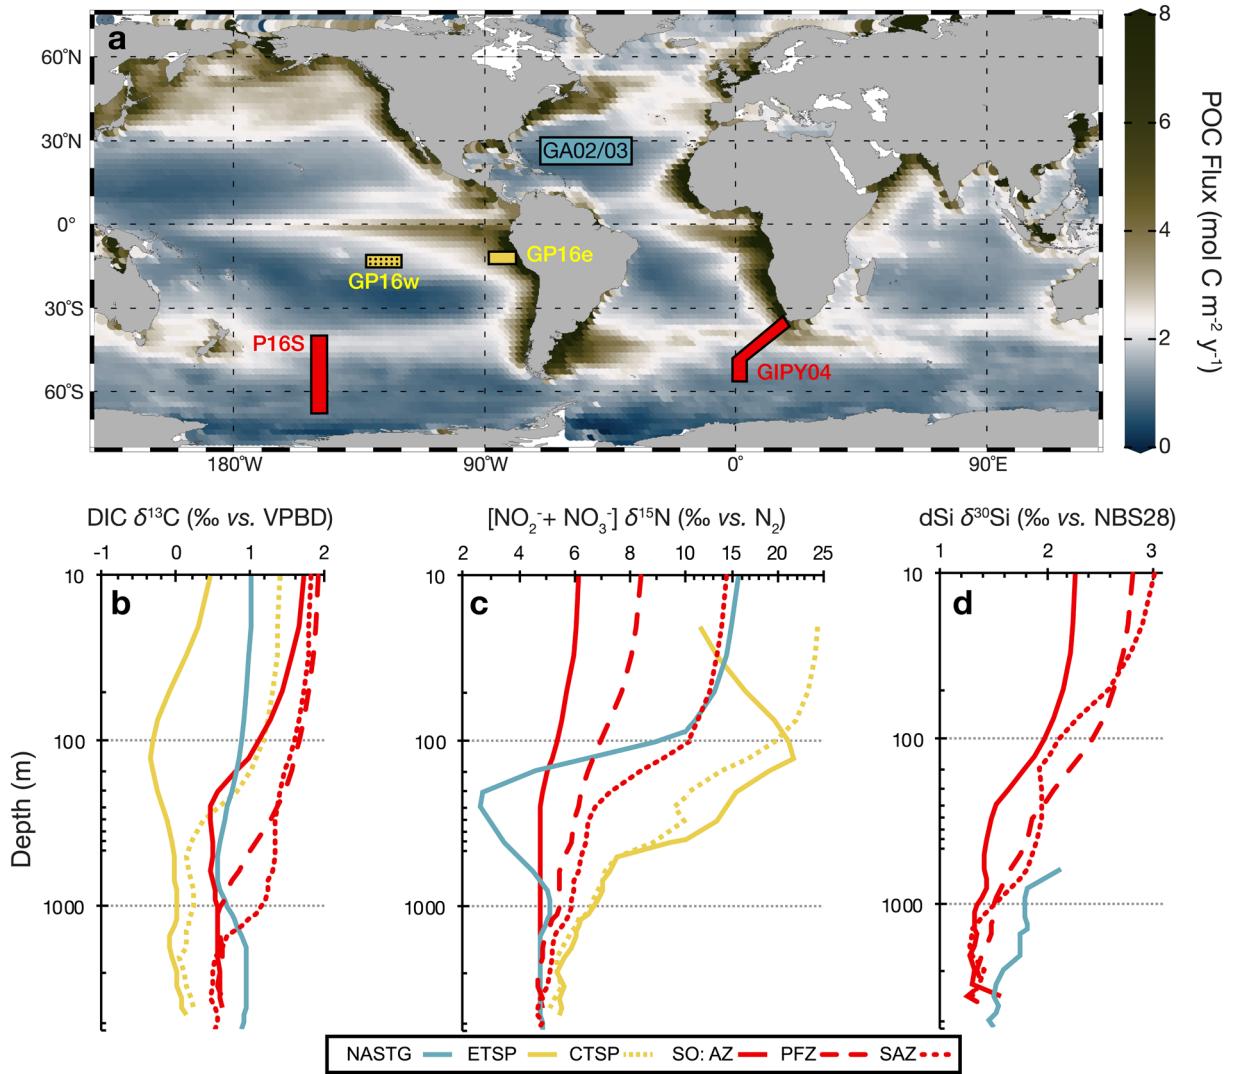 a
60°N
30°N
0°
30°S
60°S
GA02/03
GP16e
GP16w
P16S
GIPY04
180°W
90°W
0°
90°E
8
6
4
2
0
POC Flux (mol C m⁻² y⁻¹)
DIC δ¹³C (‰ vs. VPBD)
[NO₂⁻+ NO₃⁻] δ¹⁵N (‰ vs. N₂)
dSi δ³⁰Si (‰ vs. NBS28)
-1 0 1 2
2 4 6 8 10 15 20 25
1 2 3
10
100
1000
Depth (m)
b
10
100
1000
c
10
100
1000
d
NASTG ETSP CTSP SO: AZ PFZ SAZ